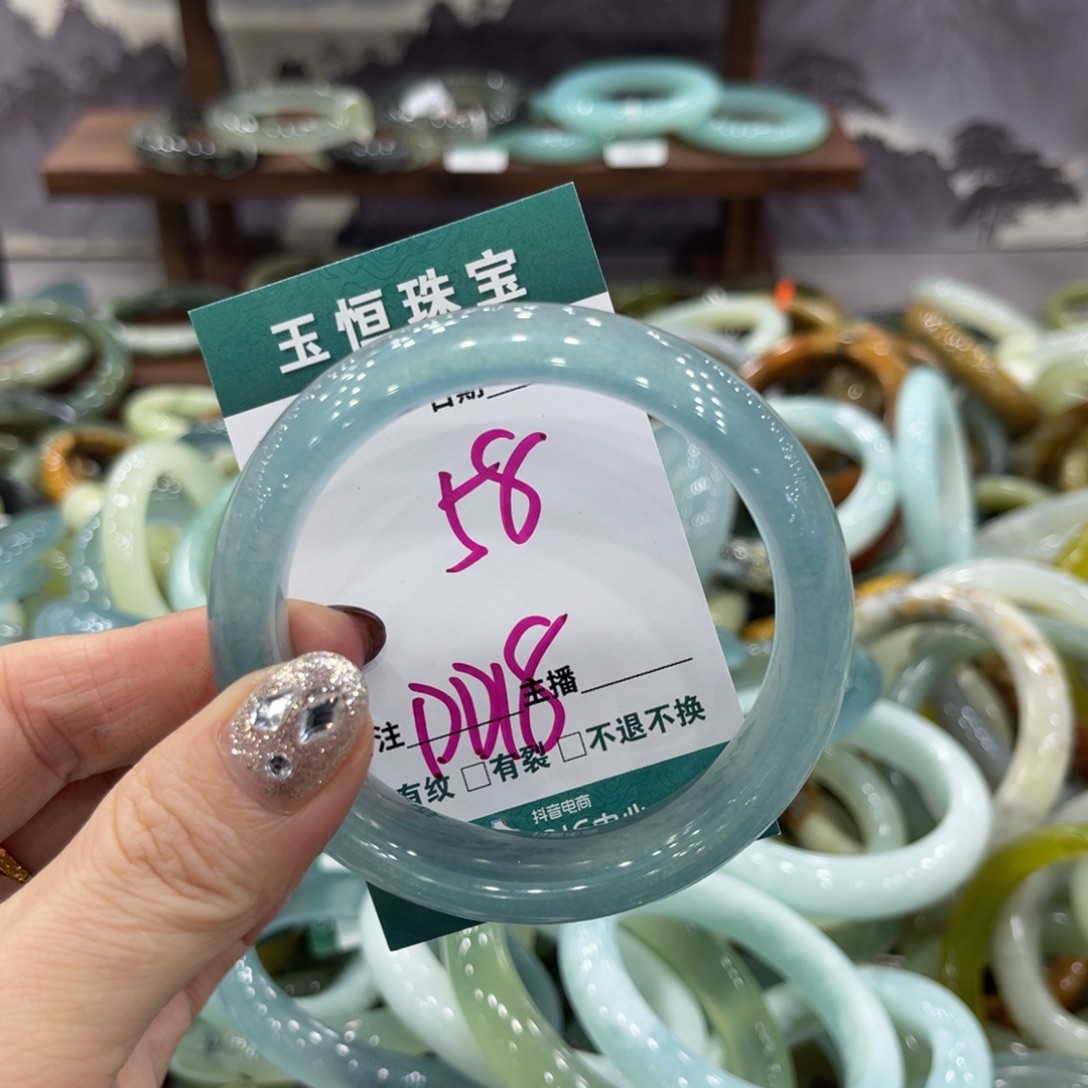 玉恒珠宝
日期
58
DD18
主播
注
有纹 □有裂 □不退不换
抖音电商